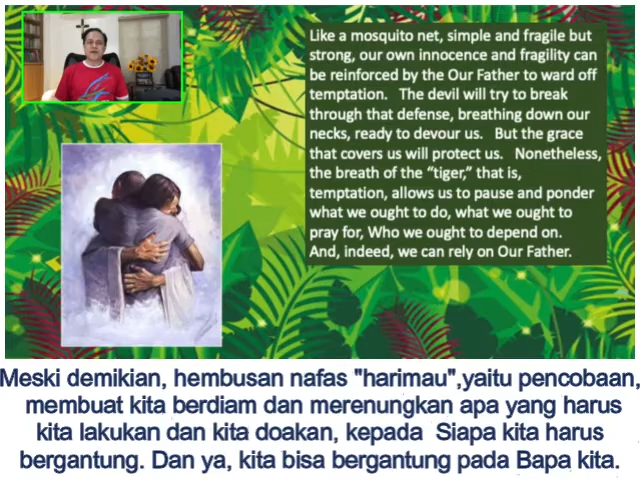 Like a mosquito net, simple and fragile but
strong, our own innocence and fragility can
be reinforced by the Our Father to ward off
temptation.   The devil will try to break
through that defense, breathing down our
necks, ready to devour us.   But the grace
that covers us will protect us.   Nonetheless,
the breath of the “tiger,” that is,
temptation, allows us to pause and ponder
what we ought to do, what we ought to
pray for, Who we ought to depend on.
And, indeed, we can rely on Our Father.
Meski demikian, hembusan nafas "harimau",yaitu pencobaan,
membuat kita berdiam dan merenungkan apa yang harus
kita lakukan dan kita doakan, kepada  Siapa kita harus
bergantung. Dan ya, kita bisa bergantung pada Bapa kita.